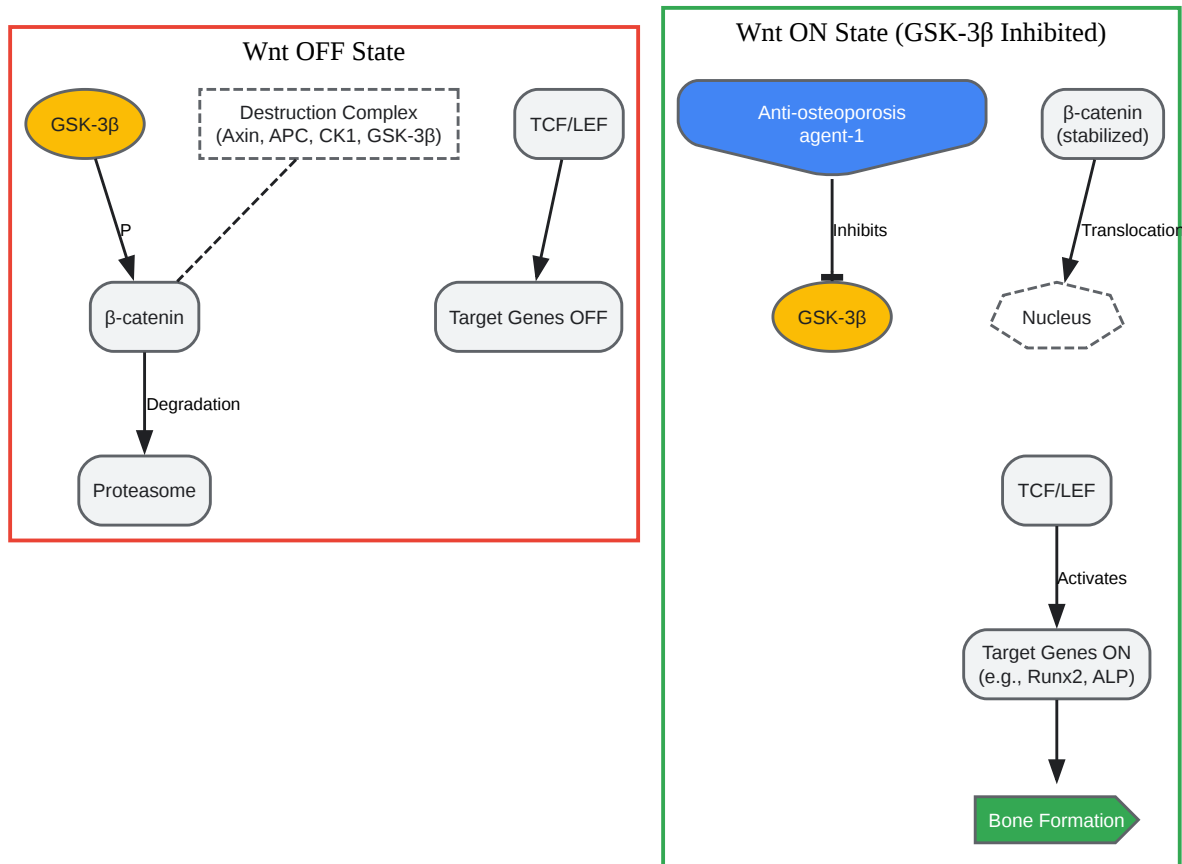 Wnt OFF State
GSK-3β
Destruction Complex
(Axin, APC, CK1, GSK-3β)
TCF/LEF
P
β-catenin
Target Genes OFF
Degradation
Proteasome
Wnt ON State (GSK-3β Inhibited)
Anti-osteoporosis
agent-1
β-catenin
(stabilized)
Inhibits
Translocation
GSK-3β
Nucleus
TCF/LEF
Activates
Target Genes ON
(e.g., Runx2, ALP)
Bone Formation